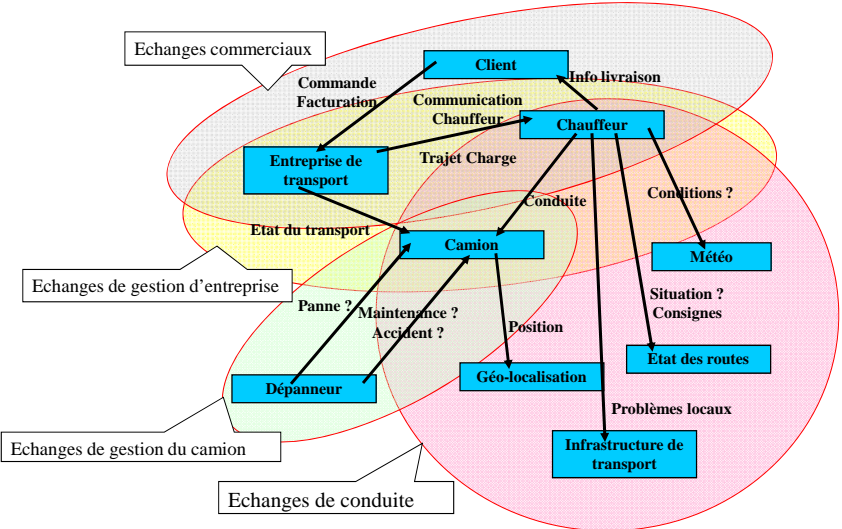 Echanges commerciaux
Client
Info livraison
Commande
Facturation
Communication
Chauffeur
Chauffeur
Entreprise de
transport
Trajet Charge
Conduite
Conditions ?
Etat du transport
Camion
Météo
Echanges de gestion d’entreprise
Panne ?
Maintenance ?
Accident ?
Position
Situation ?
Consignes
Etat des routes
Dépanneur
Géo-localisation
Problèmes locaux
Echanges de gestion du camion
Infrastructure de
transport
Echanges de conduite